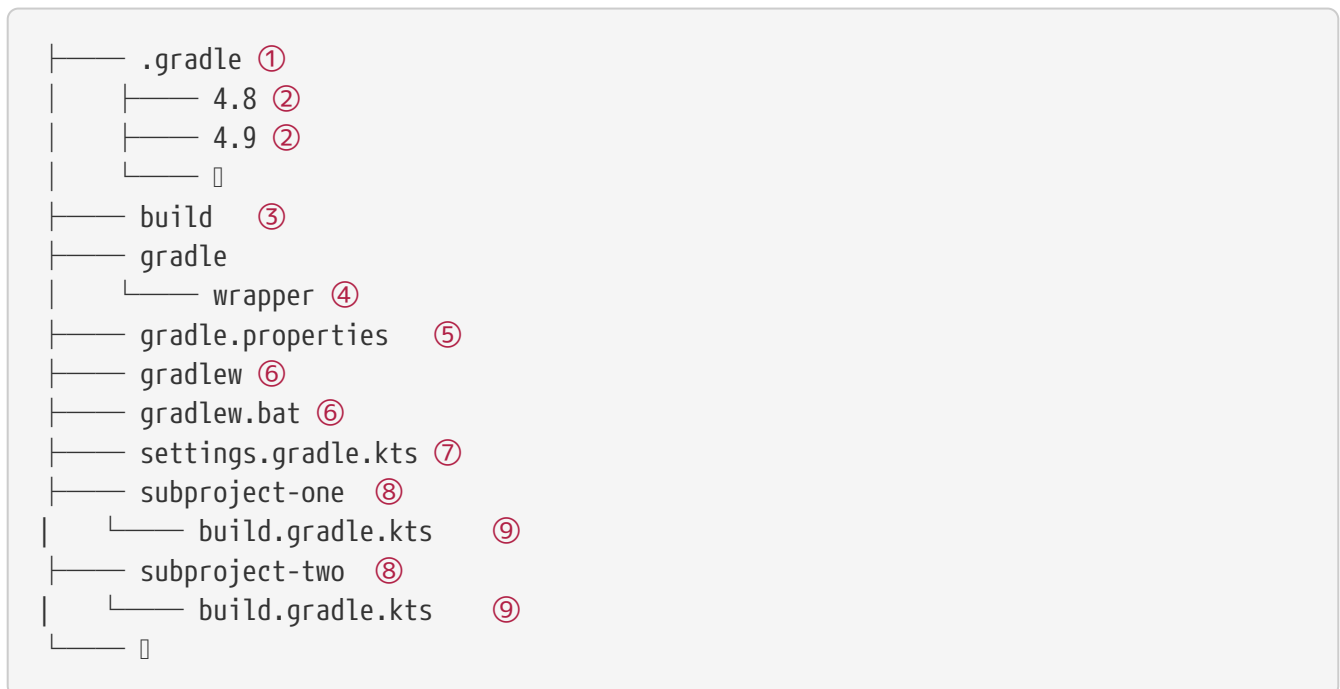 ├── .gradle ①
│ ├── 4.8 ②
│ ├── 4.9 ②
│ └── ▯
├── build ③
├── gradle
│ └── wrapper ④
├── gradle.properties ⑤
├── gradlew ⑥
├── gradlew.bat ⑥
├── settings.gradle.kts ⑦
├── subproject-one ⑧
| └── build.gradle.kts ⑨
├── subproject-two ⑧
| └── build.gradle.kts ⑨
└── ▯